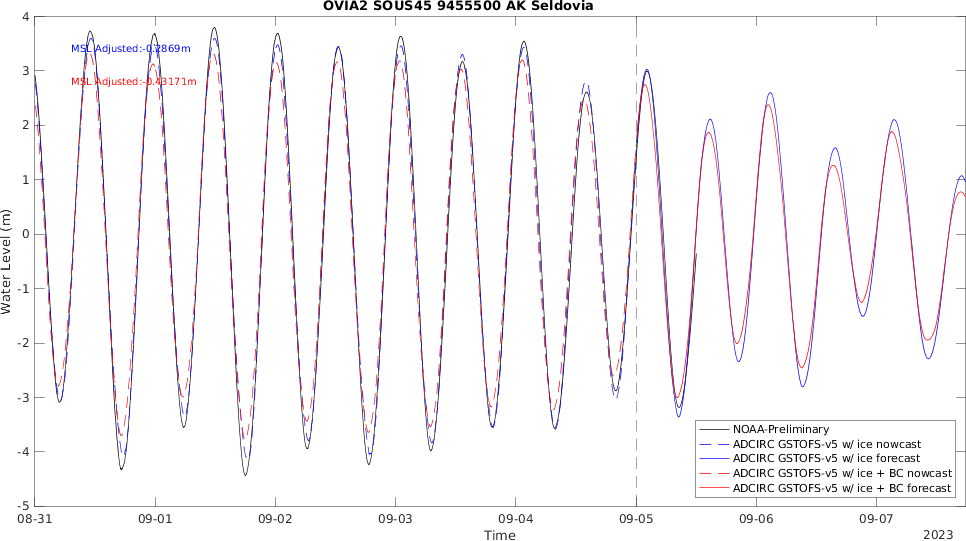 OVIA2 SOUS45 9455500 AK Seldovia
MSL Adjusted:-0.2869m
MSL Adjusted:-0.43171m
Water Level (m)
4
3
2
1
0
-1
-2
-3
-4
-5
08-31
09-01
09-02
09-03
09-04
09-05
09-06
09-07
Time
2023
NOAA-Preliminary
ADCIRC GSTOFS-v5 w/ ice nowcast
ADCIRC GSTOFS-v5 w/ ice forecast
ADCIRC GSTOFS-v5 w/ ice + BC nowcast
ADCIRC GSTOFS-v5 w/ ice + BC forecast